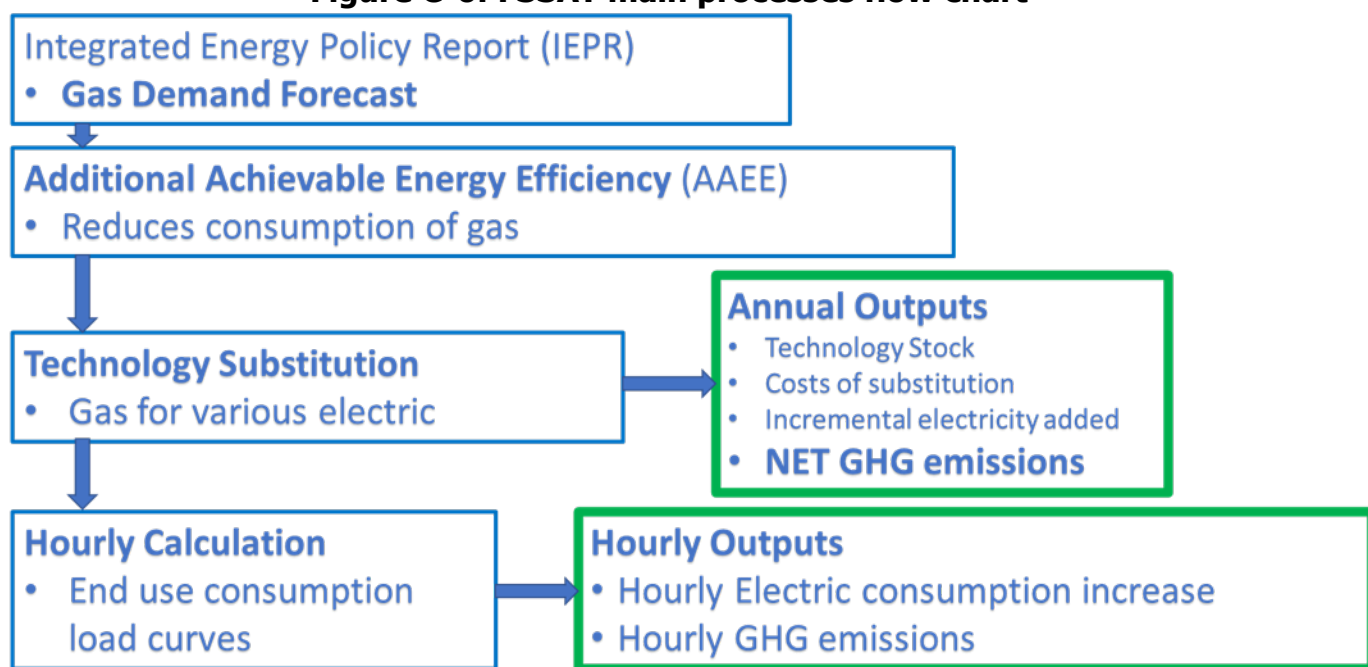 Integrated Energy Policy Report (IEPR)
• Gas Demand Forecast
Additional Achievable Energy Efficiency (AAEE)
• Reduces consumption of gas
Technology Substitution
• Gas for various electric
Annual Outputs
• Technology Stock
• Costs of substitution
• Incremental electricity added
• NET GHG emissions
Hourly Calculation
• End use consumption
load curves
Hourly Outputs
• Hourly Electric consumption increase
• Hourly GHG emissions